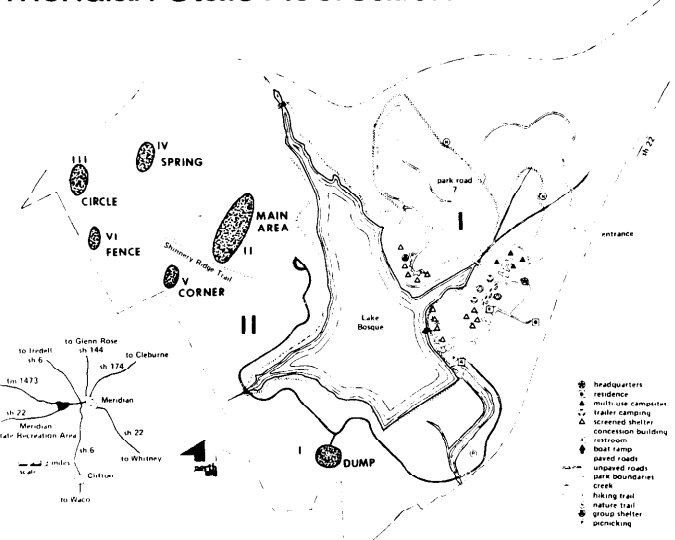 III
IV
SPRING
CIRCLE
MAIN
AREA
II
VI
FENCE
Shinnery Ridge Trail
V
CORNER
II
park road
7
I
sh 22
entrance
Lake
Bosque
I
DUMP
to Iredell
sh 6
to Glenn Rose
sh 144
sh 174
to Cleburne
fm 1473
Meridian
sh 22
Meridian
State Recreation Area
sh 22
to Whitney
sh 6
miles
scale
Clifton
to Waco
north
headquarters
residence
multi use campsites
trailer camping
screened shelter
concession building
restroom
boat ramp
paved roads
unpaved roads
park boundaries
creek
hiking trail
nature trail
group shelter
picnicking